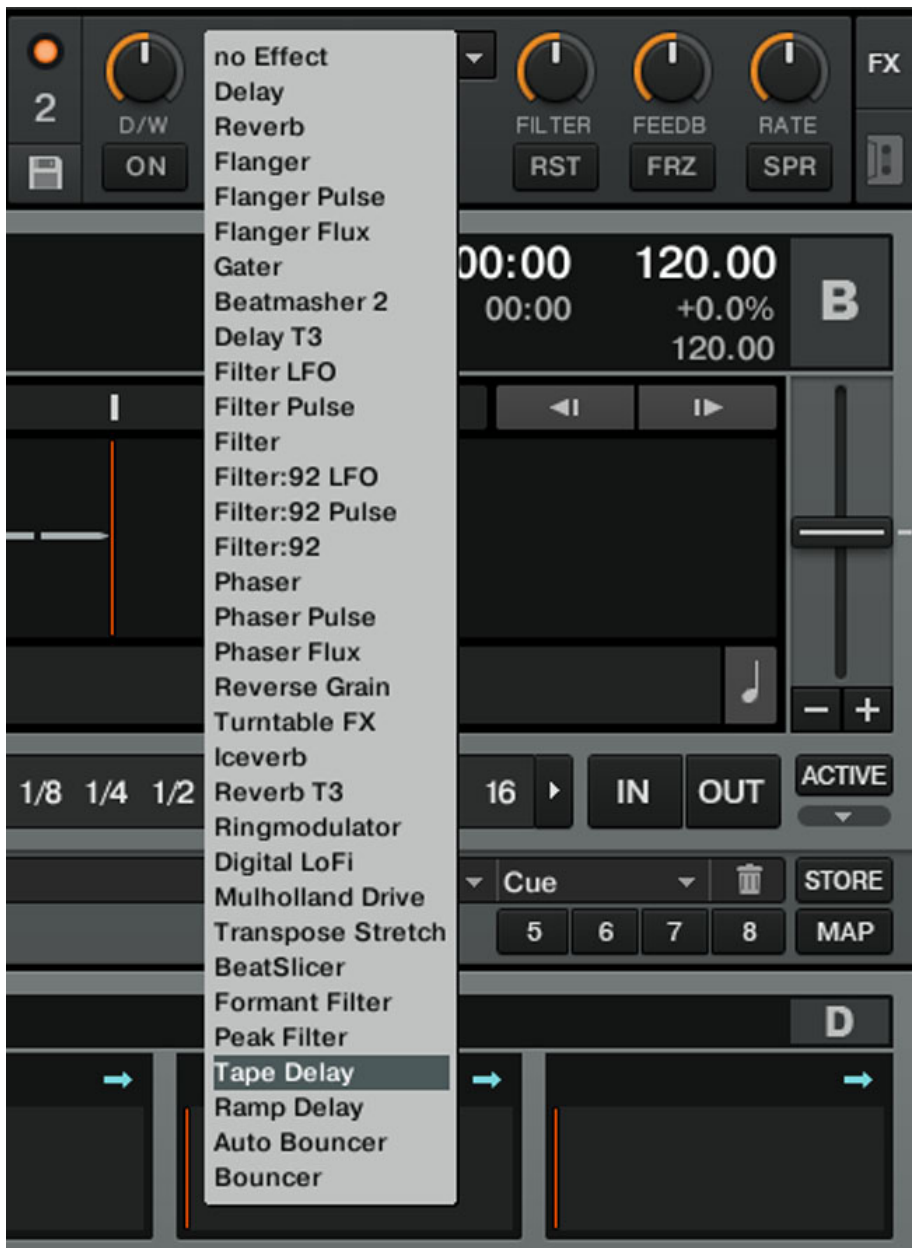 2
D/W
ON
FILTER
FEEDB
RATE
RST
FRZ
SPR
FX
no Effect
Delay
Reverb
Flanger
Flanger Pulse
Flanger Flux
Gater
Beatmasher 2
Delay T3
Filter LFO
Filter Pulse
Filter
Filter:92 LFO
Filter:92 Pulse
Filter:92
Phaser
Phaser Pulse
Phaser Flux
Reverse Grain
Turntable FX
Iceverb
Reverb T3
Ringmodulator
Digital LoFi
Mulholland Drive
Transpose Stretch
BeatSlicer
Formant Filter
Peak Filter
Tape Delay
Ramp Delay
Auto Bouncer
Bouncer
00:00 120.00
00:00 +0.0%
120.00
B
− +
1/8 1/4 1/2
16
IN
OUT
ACTIVE
Cue
STORE
5 6 7 8
MAP
D